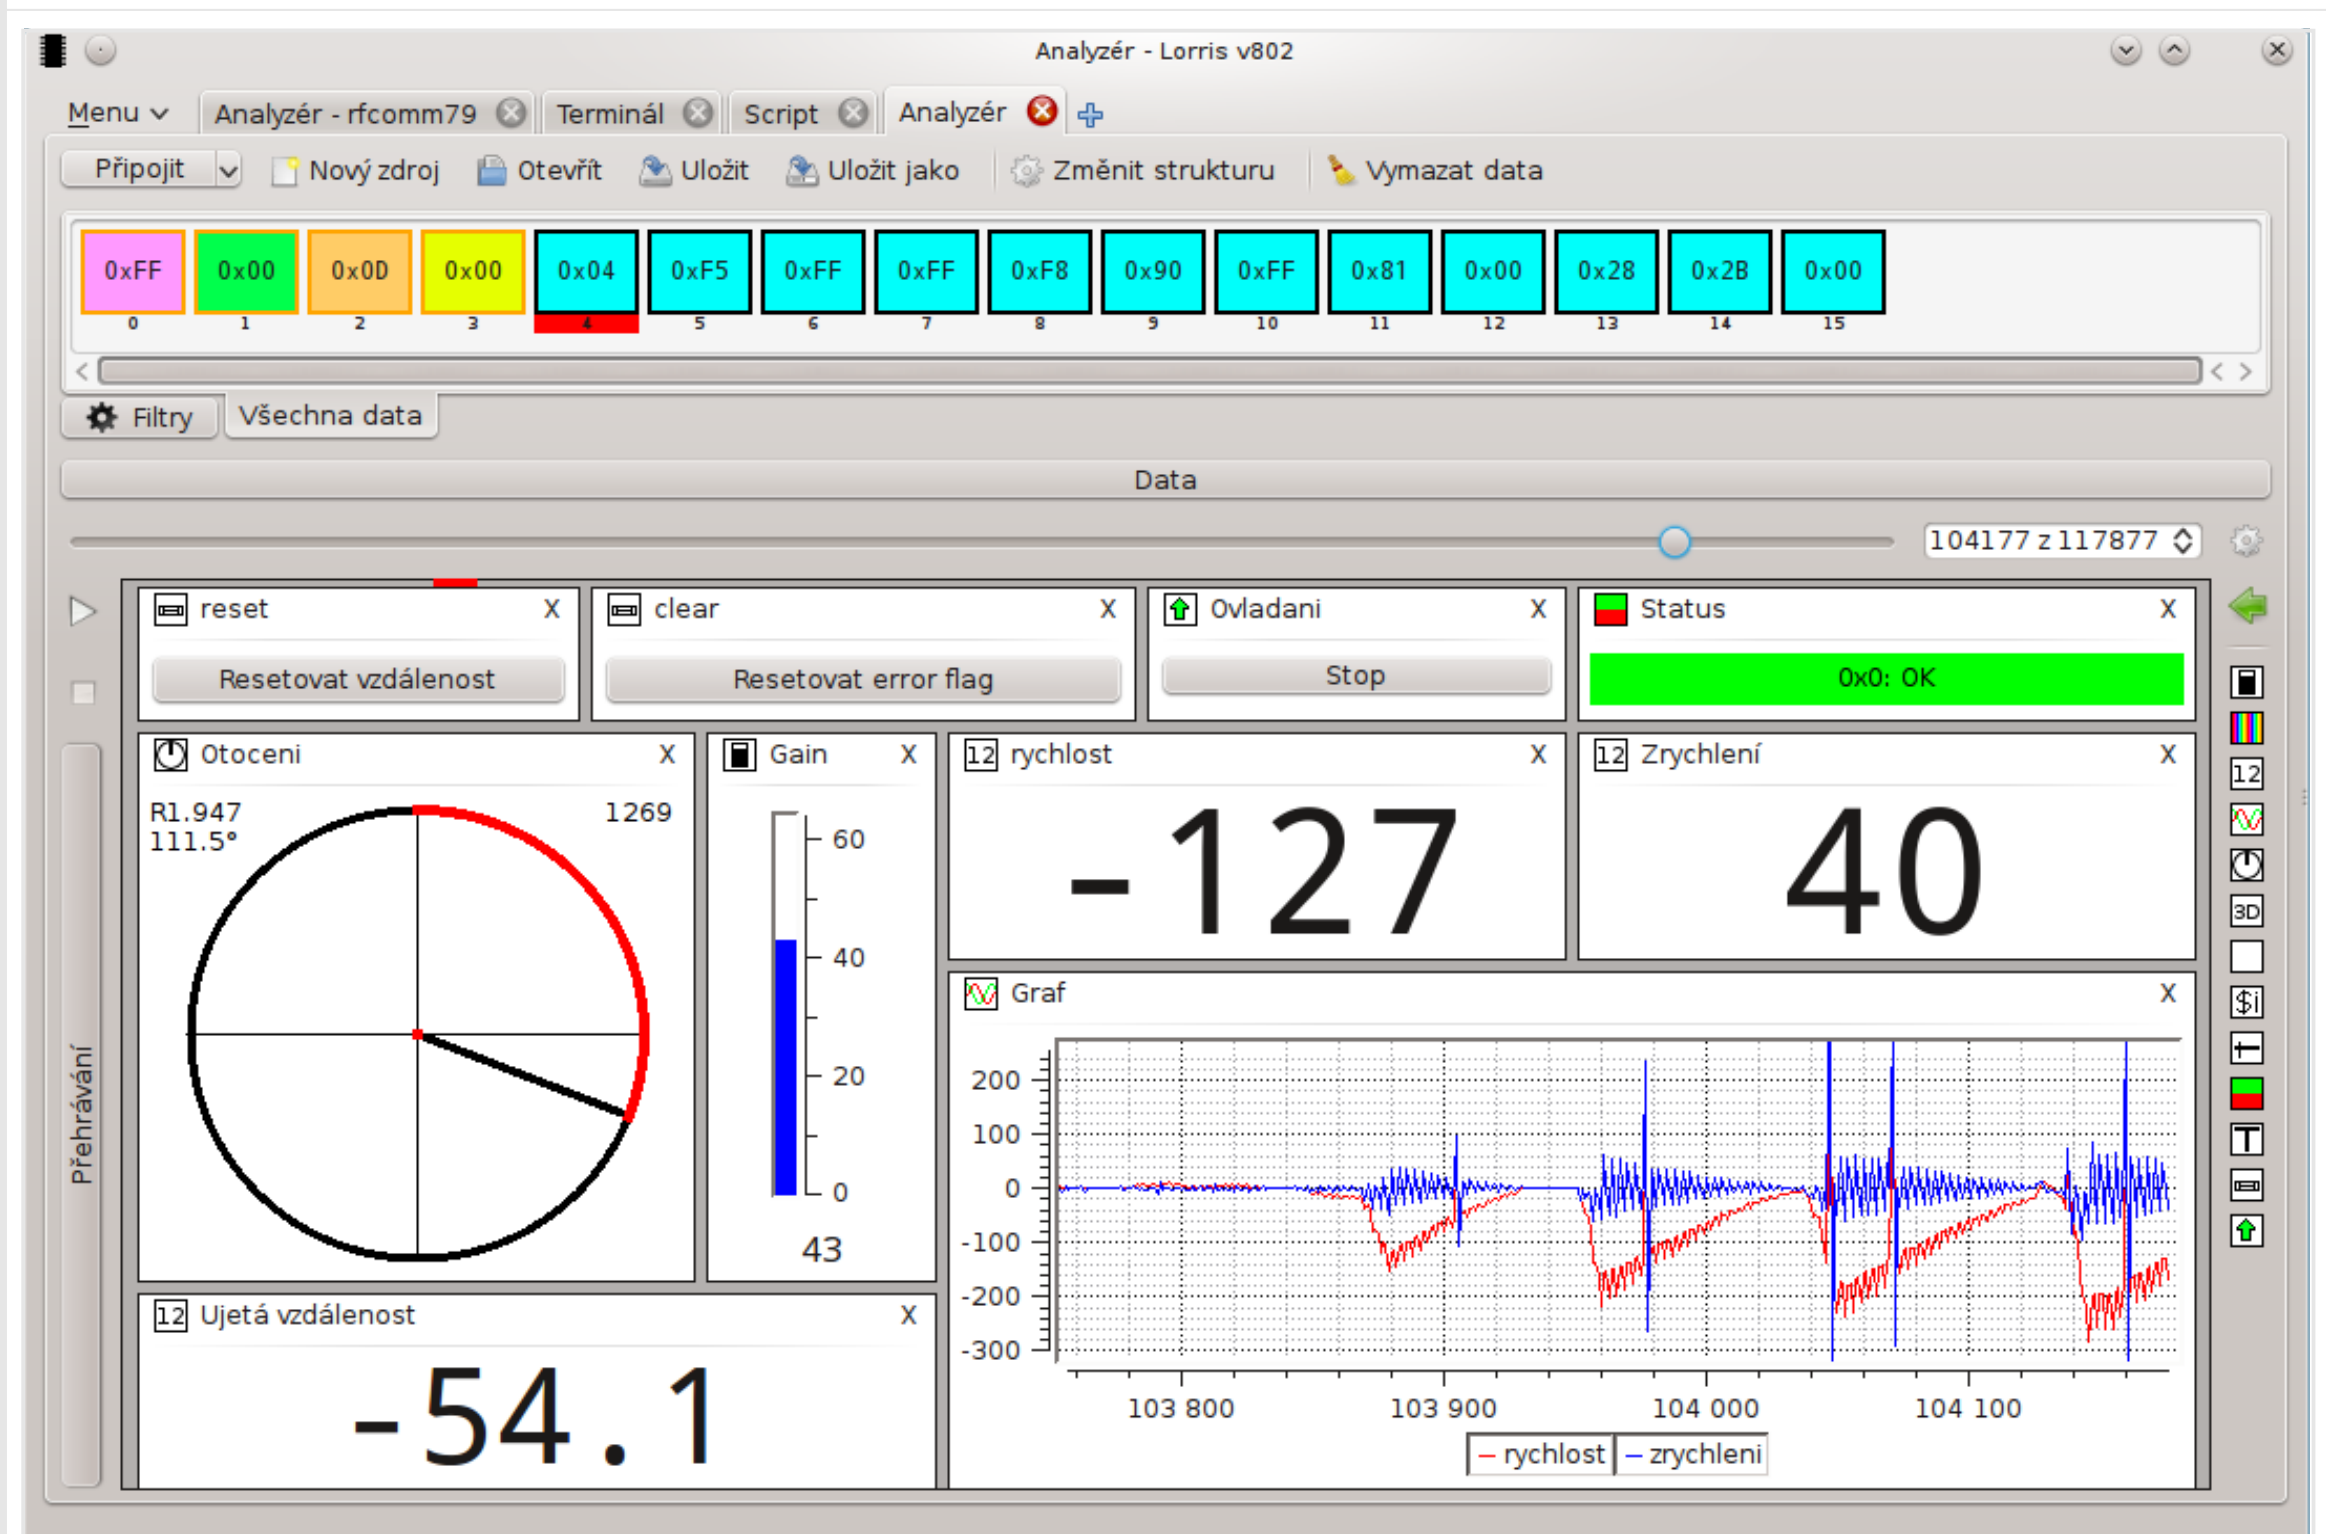 Analyzér - Lorris v802
Menu Analyzér - rfcomm79 Terminál Script Analyzér
Připojit Nový zdroj Otevřít Uložit Uložit jako Změnit strukturu Vymazat data
0xFF 0x00 0x0D 0x00 0x04 0xF5 0xFF 0xFF 0xF8 0x90 0xFF 0x81 0x00 0x28 0x2B 0x00
0 1 2 3 4 5 6 7 8 9 10 11 12 13 14 15
Filtry Všechna data
Data
104177 z 117877
reset X clear X Ovladani X Status X
Resetovat vzdálenost Resetovat error flag Stop 0x0: OK
Otoceni X Gain X 12 rychlost X 12 Zrychlení X
R1.947 1269
111.5°
60
40
20
0
43
-127
40
Graf X
200
100
0
-100
-200
-300
103 800 103 900 104 000 104 100
rychlost zrychleni
12 Ujetá vzdálenost X
-54.1
Přehrávání
12
3D
$i
T